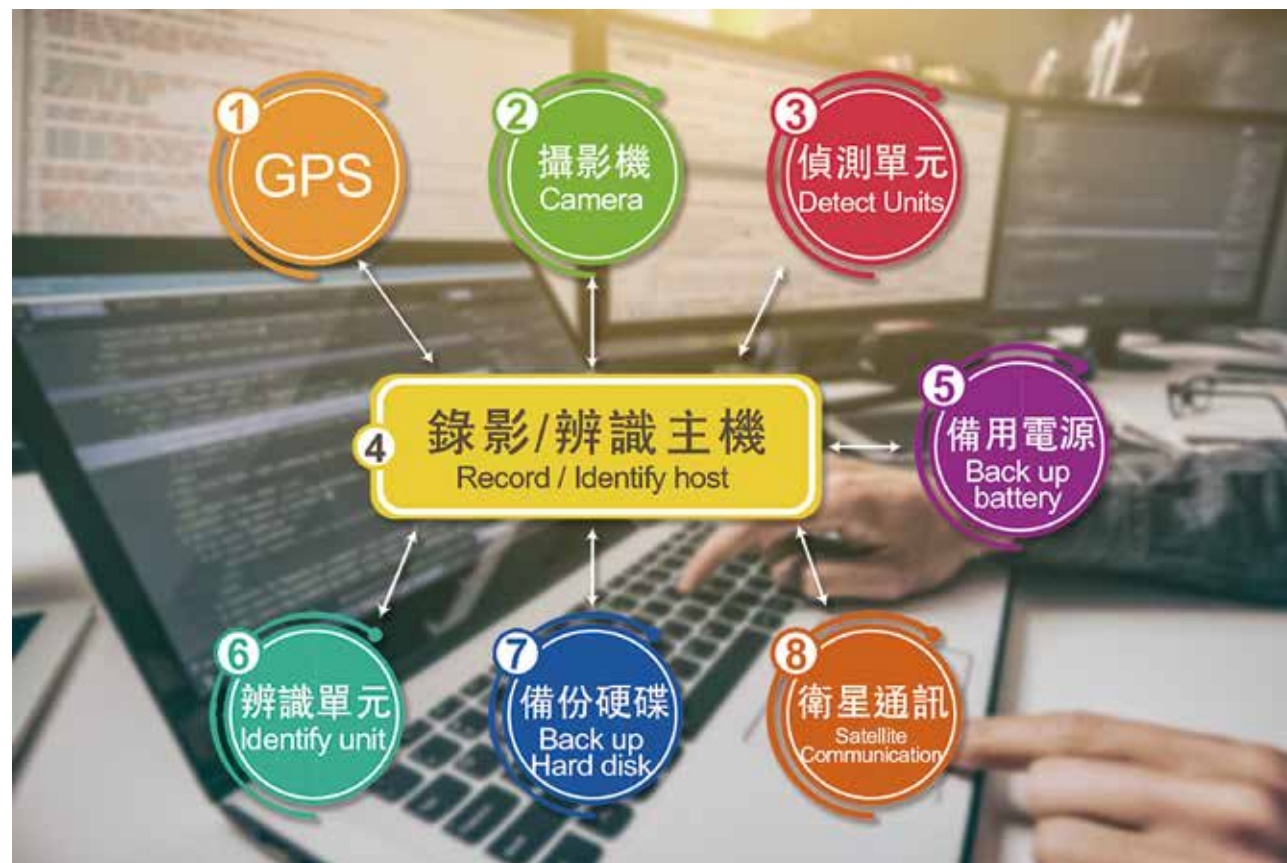 1
GPS
2
攝影機
Camera
3
偵測單元
Detect Units
4
錄影/辨識主機
Record / Identify host
5
備用電源
Back up
battery
6
辨識單元
Identify unit
7
備份硬碟
Back up
Hard disk
8
衛星通訊
Satellite
Communication